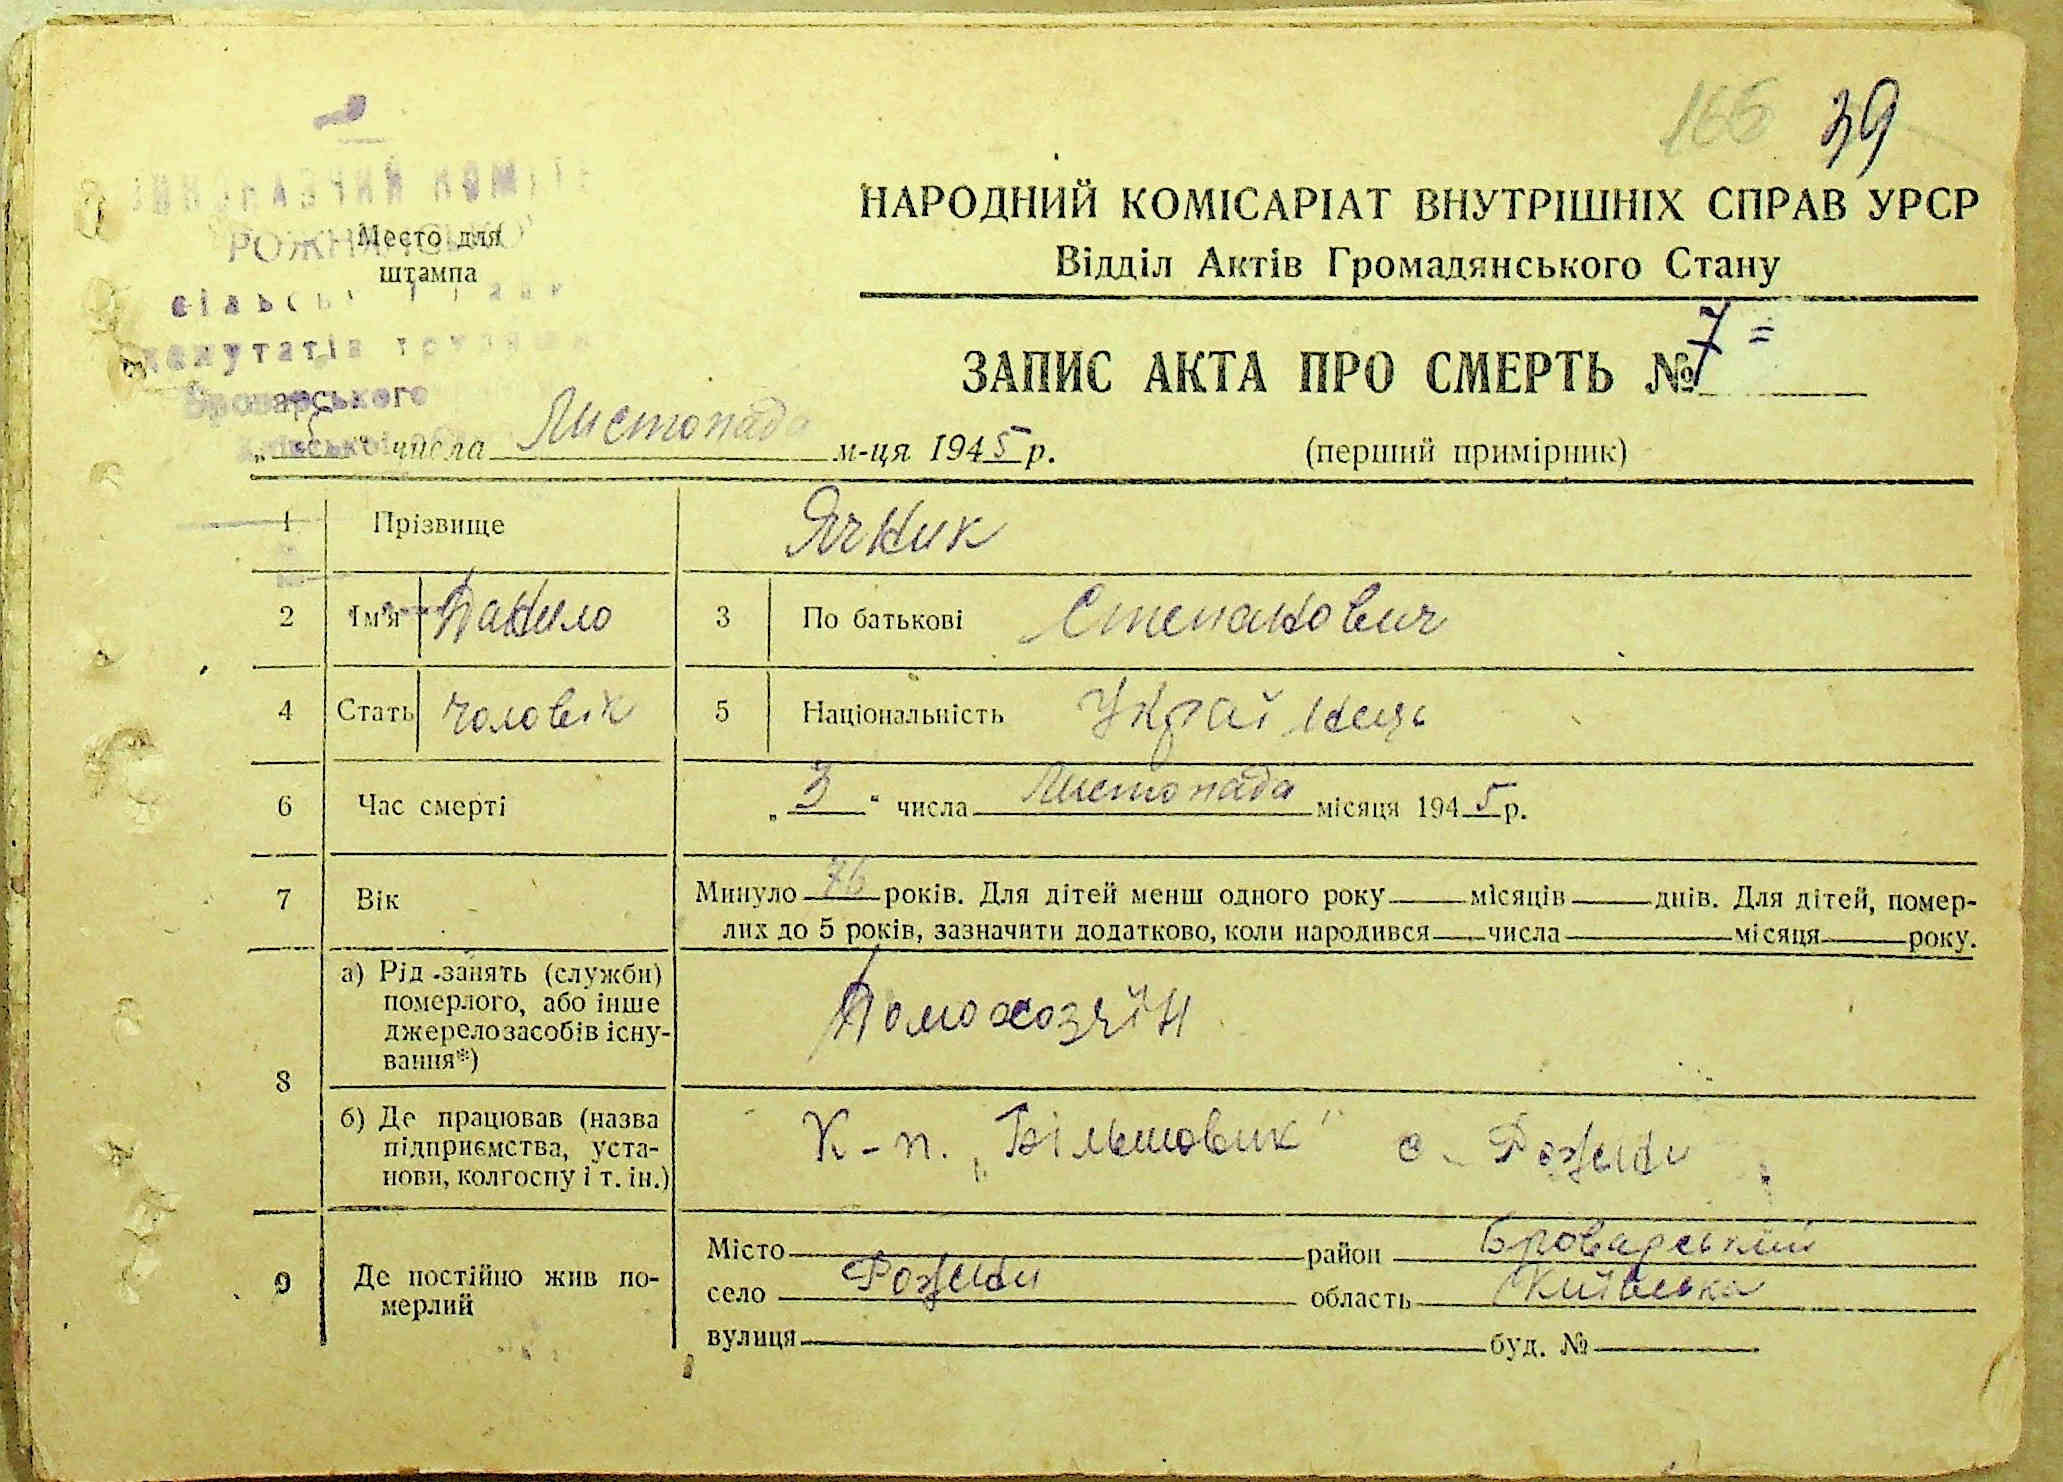 166 39
НАРОДНИЙ КОМІСАРІАТ ВНУТРІШНІХ СПРАВ УРСР
Відділ Актів Громадянського Стану
Место для
штампа
депутатів
Броварського
ЗАПИС АКТА ПРО СМЕРТЬ № 7=
числа Листопада м-ця 1945 р.
(перший примірник)
1 Прізвище Ячник
2 Ім'я Данило 3 По батькові Степанович
4 Стать чоловік 5 Національність Українець
6 Час смерті „3“ числа Листопада місяця 1945 р.
7 Вік Минуло 76 років. Для дітей менш одного року місяців днів. Для дітей, помер-
лих до 5 років, зазначити додатково, коли народився числа місяця року.
8 а) Рід занять (служби)
померлого, або інше
джерело засобів існу-
вання*)
Домохозяїн
б) Де працював (назва
підприємства, уста-
нови, колгоспу і т. ін.)
К-п. „Більшовик" с. Рожни
9 Де постійно жив по-
мерлий
Місто район Броварський
село Рожни область Київська
вулиця буд. №